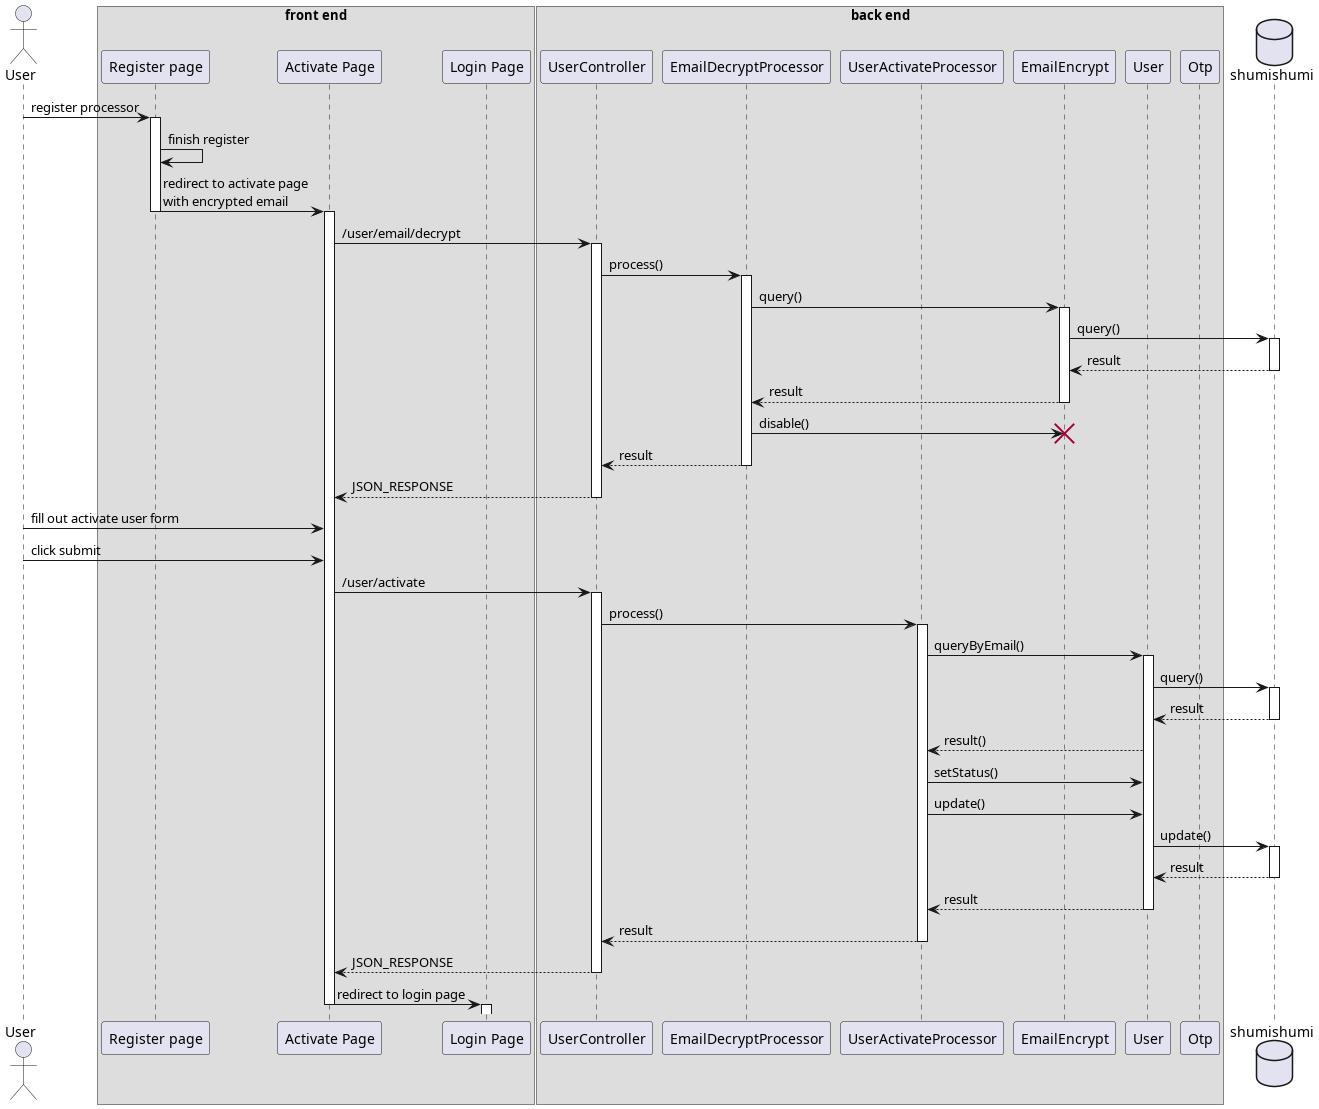 front end
back end
User
Register page
Activate Page
Login Page
UserController
EmailDecryptProcessor
UserActivateProcessor
EmailEncrypt
User
Otp
shumishumi
register processor
finish register
redirect to activate page
with encrypted email
/user/email/decrypt
process()
query()
query()
result
result
disable()
result
JSON_RESPONSE
fill out activate user form
click submit
/user/activate
process()
queryByEmail()
query()
result
result()
setStatus()
update()
update()
result
result
result
JSON_RESPONSE
redirect to login page
User
Register page
Activate Page
Login Page
UserController
EmailDecryptProcessor
UserActivateProcessor
EmailEncrypt
User
Otp
shumishumi